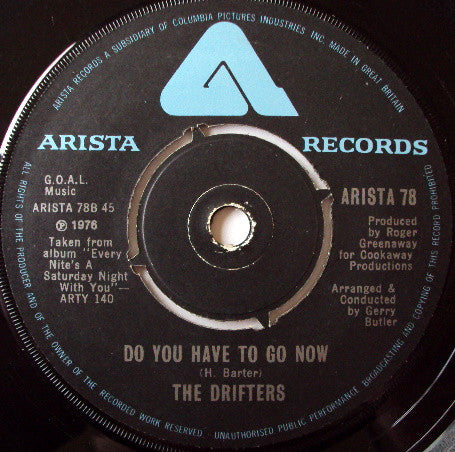 ARISTA RECORDS A SUBSIDIARY OF COLUMBIA PICTURES INDUSTRIES INC. MADE IN GREAT BRITAIN
ARISTA RECORDS
G.O.A.L.
Music
ARISTA 78B 45
℗ 1976
Taken from
album "Every
Nite's A
Saturday Night
With You"—
ARTY 140
ARISTA 78
Produced by
Roger
Greenaway
for Cookaway
Productions
Arranged &
Conducted
by Gerry
Butler
DO YOU HAVE TO GO NOW
(H. Barter)
THE DRIFTERS
ALL RIGHTS OF THE PRODUCER AND OF THE OWNER OF THE RECORDED WORK RESERVED · UNAUTHORISED PUBLIC PERFORMANCE BROADCASTING AND COPYING OF THIS RECORD PROHIBITED